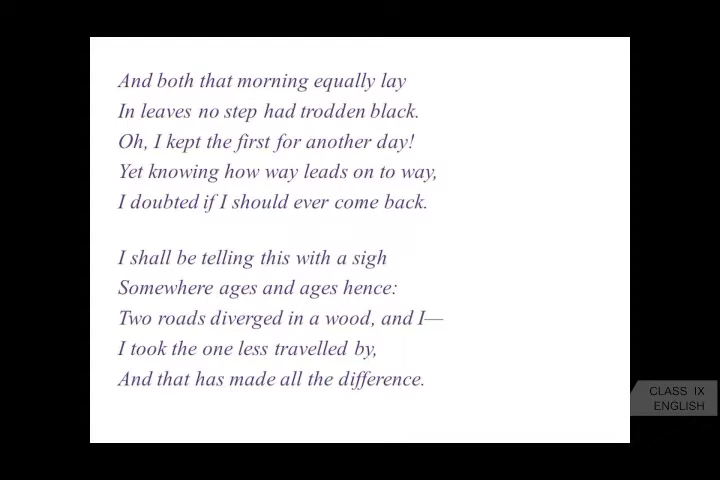 And both that morning equally lay
In leaves no step had trodden black.
Oh, I kept the first for another day!
Yet knowing how way leads on to way,
I doubted if I should ever come back.
I shall be telling this with a sigh
Somewhere ages and ages hence:
Two roads diverged in a wood, and I—
I took the one less travelled by,
And that has made all the difference.
CLASS IX
ENGLISH